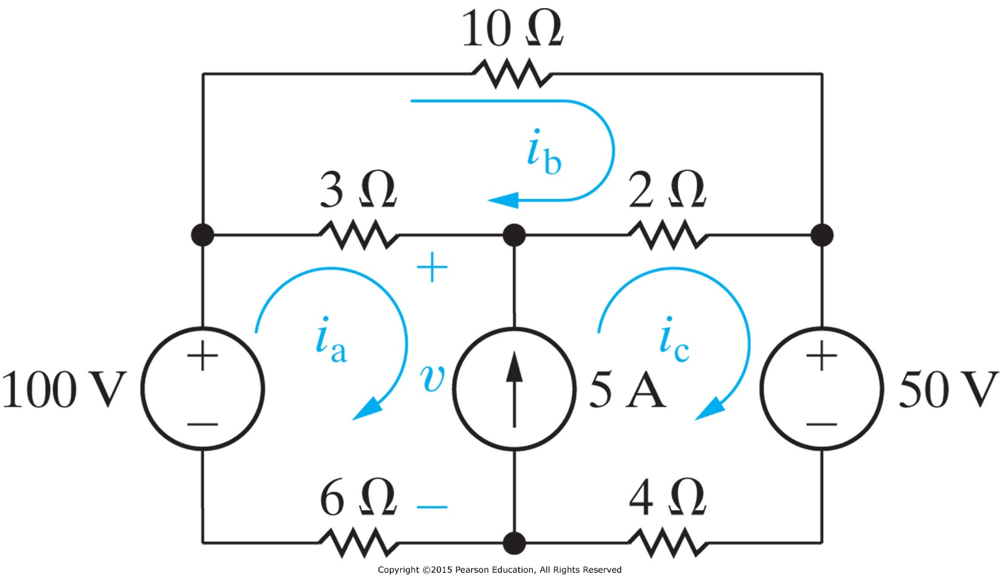 10 Ω
i_b
3 Ω
2 Ω
+
i_a
i_c
+
−
100 V
v
5 A
+
−
50 V
6 Ω
−
4 Ω
Copyright ©2015 Pearson Education, All Rights Reserved